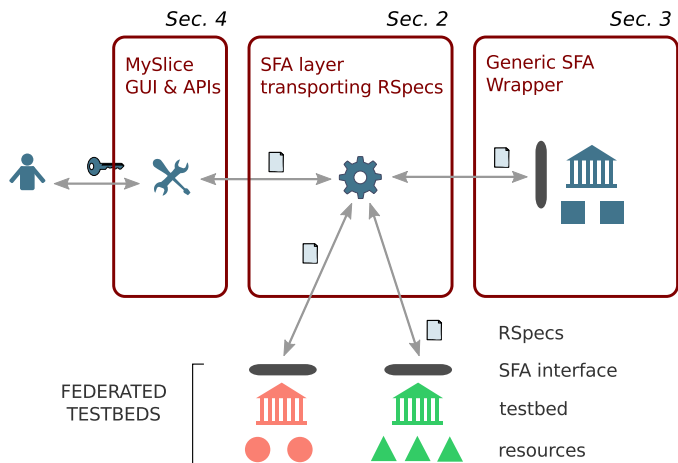 Sec. 4
Sec. 2
Sec. 3
MySlice
GUI & APIs
SFA layer
transporting RSpecs
Generic SFA
Wrapper
RSpecs
SFA interface
FEDERATED
TESTBEDS
testbed
resources